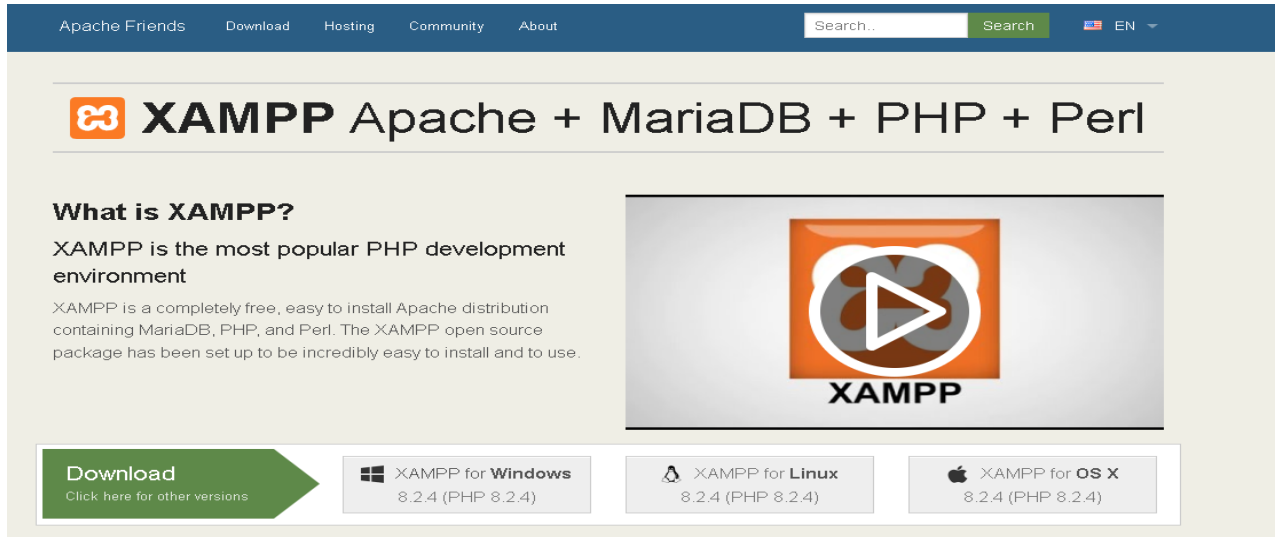 Apache Friends Download Hosting Community About Search.. Search EN
XAMPP Apache + MariaDB + PHP + Perl
What is XAMPP?
XAMPP is the most popular PHP development
environment
XAMPP is a completely free, easy to install Apache distribution
containing MariaDB, PHP, and Perl. The XAMPP open source
package has been set up to be incredibly easy to install and to use.
XAMPP
Download
Click here for other versions
XAMPP for Windows
8.2.4 (PHP 8.2.4)
XAMPP for Linux
8.2.4 (PHP 8.2.4)
XAMPP for OS X
8.2.4 (PHP 8.2.4)